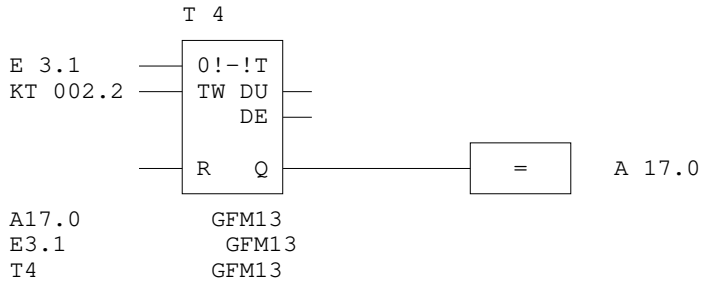 T 4
E 3.1 0!-!T
KT 002.2 TW DU
DE
R Q = A 17.0
A17.0 GFM13
E3.1 GFM13
T4 GFM13